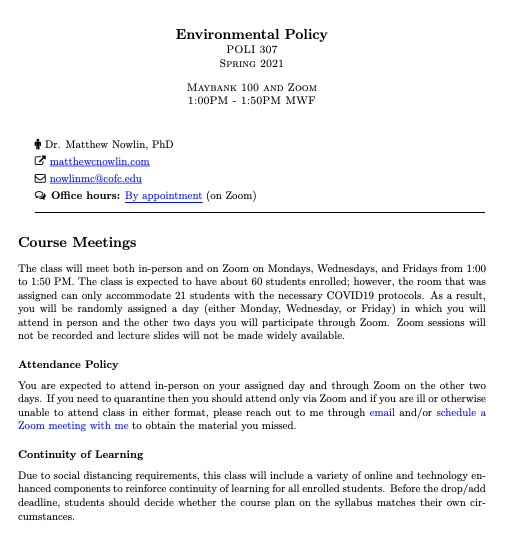 Environmental Policy
POLI 307
Spring 2021
Maybank 100 and Zoom
1:00PM - 1:50PM MWF
Dr. Matthew Nowlin, PhD
matthewcnowlin.com
nowlinmc@cofc.edu
Office hours: By appointment (on Zoom)
Course Meetings
The class will meet both in-person and on Zoom on Mondays, Wednesdays, and Fridays from 1:00
to 1:50 PM. The class is expected to have about 60 students enrolled; however, the room that was
assigned can only accommodate 21 students with the necessary COVID19 protocols. As a result,
you will be randomly assigned a day (either Monday, Wednesday, or Friday) in which you will
attend in person and the other two days you will participate through Zoom. Zoom sessions will
not be recorded and lecture slides will not be made widely available.
Attendance Policy
You are expected to attend in-person on your assigned day and through Zoom on the other two
days. If you need to quarantine then you should attend only via Zoom and if you are ill or otherwise
unable to attend class in either format, please reach out to me through email and/or schedule a
Zoom meeting with me to obtain the material you missed.
Continuity of Learning
Due to social distancing requirements, this class will include a variety of online and technology en-
hanced components to reinforce continuity of learning for all enrolled students. Before the drop/add
deadline, students should decide whether the course plan on the syllabus matches their own cir-
cumstances.